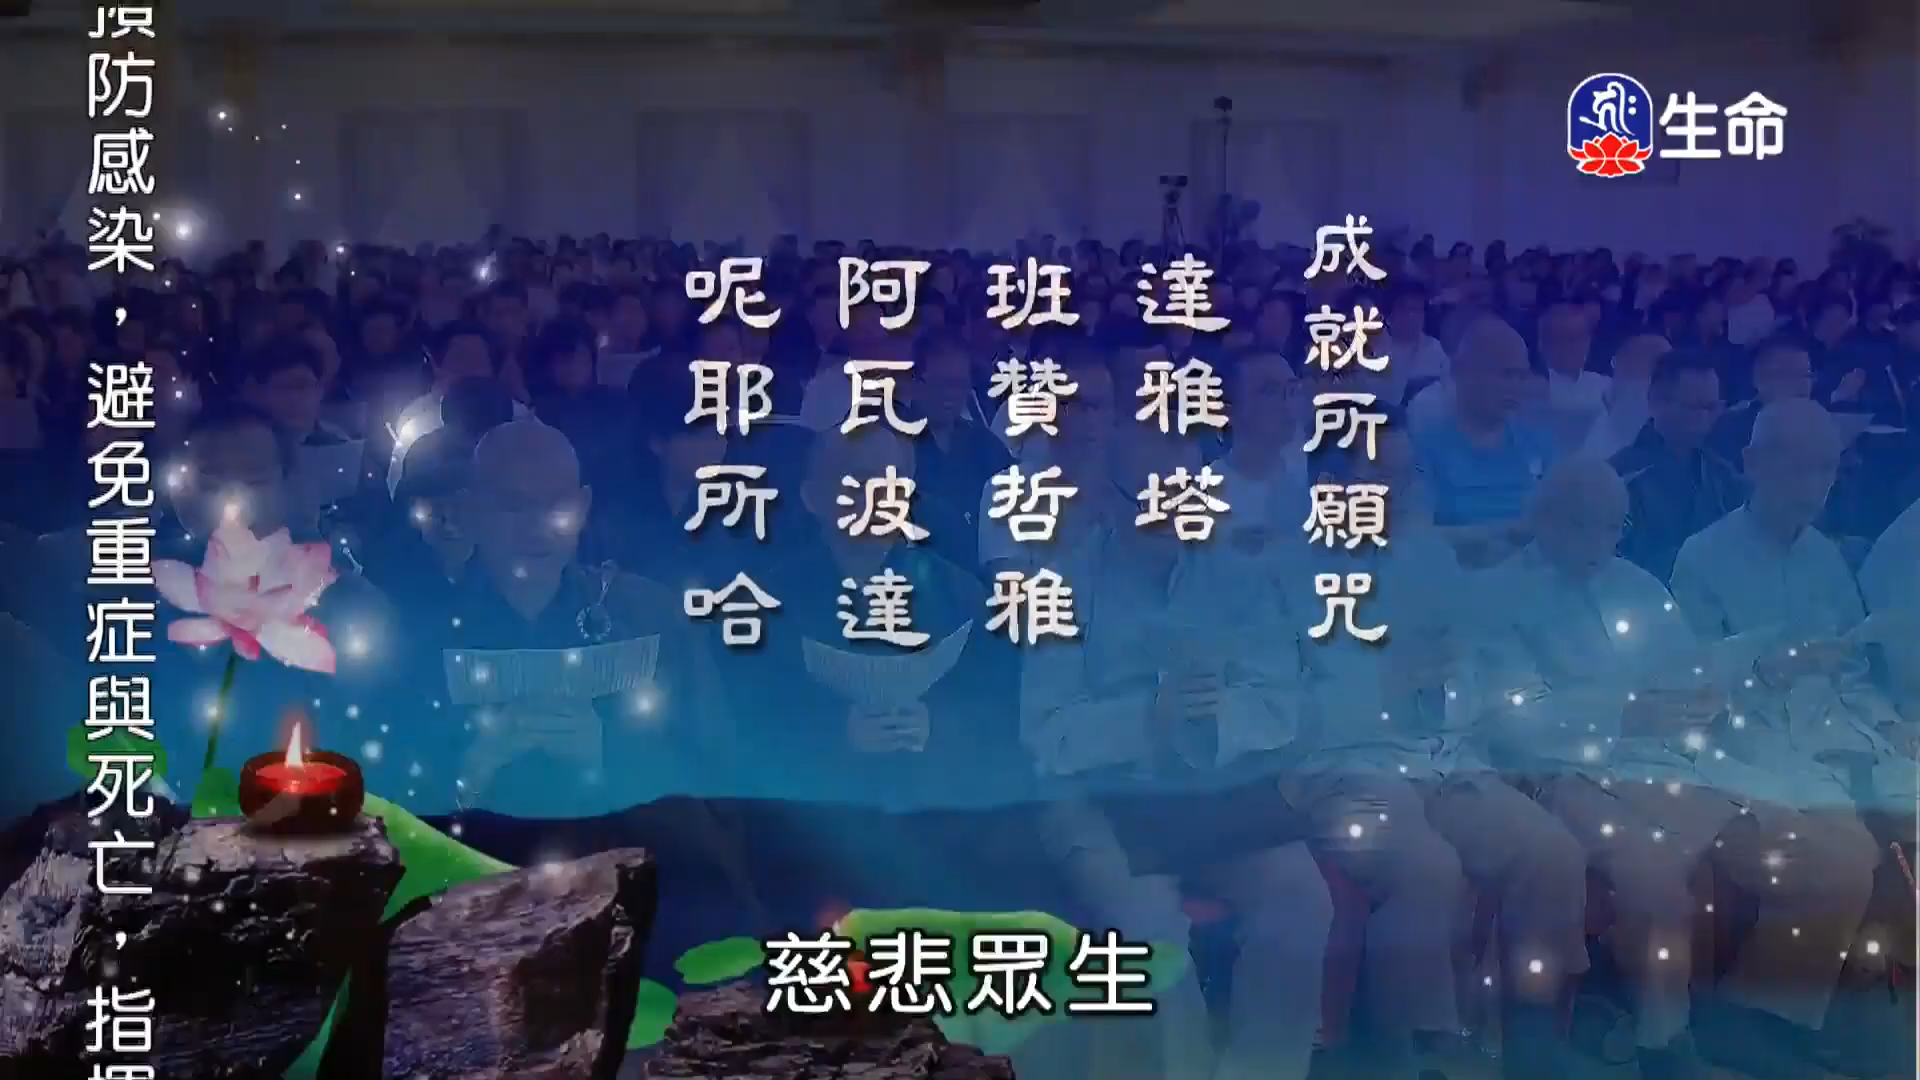 生命
成就所願咒
達雅塔
班贊哲雅
阿瓦波達
呢耶所哈
預防感染，避免重症與死亡，指揮
慈悲眾生